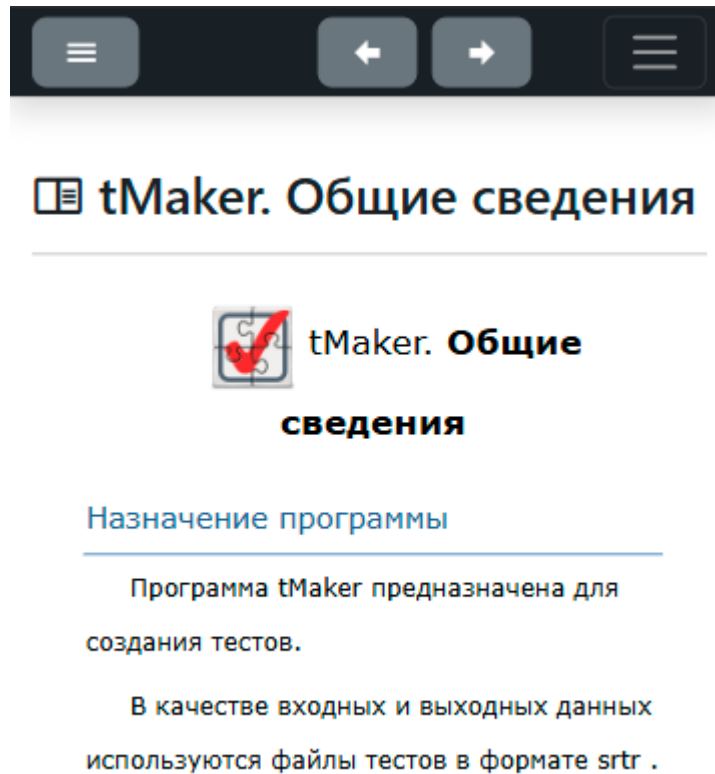 tMaker. Общие сведения
tMaker. Общие
сведения
Назначение программы
Программа tMaker предназначена для
создания тестов.
В качестве входных и выходных данных
используются файлы тестов в формате srtr .